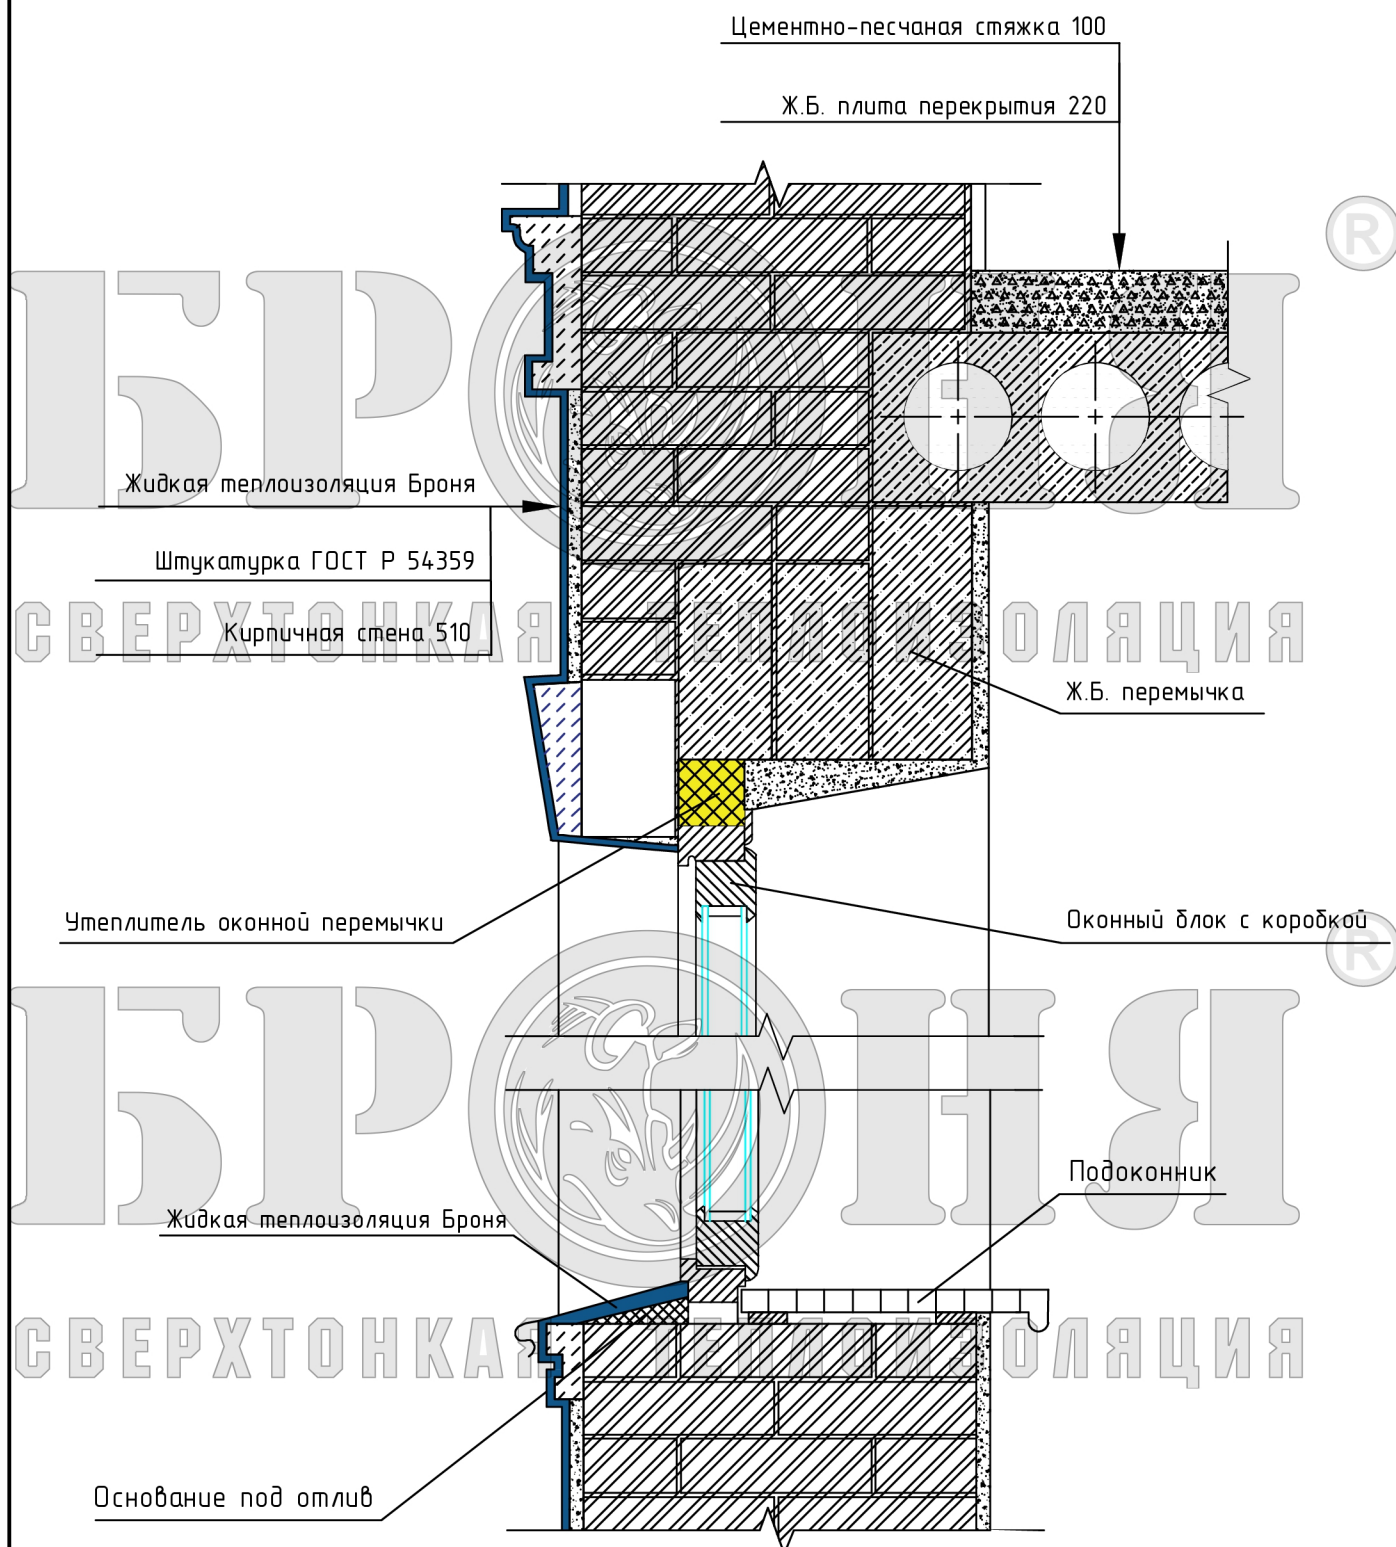 Цементно-песчаная стяжка 100
Ж.Б. плита перекрытия 220
®
БРОНЯ
Жидкая теплоизоляция Броня
Штукатурка ГОСТ Р 54359
СВЕРХТОНКАЯ ТЕПЛОИЗОЛЯЦИЯ
Кирпичная стена 510
Ж.Б. перемычка
Утеплитель оконной перемычки
Оконный блок с коробкой
®
БРОНЯ
Подоконник
Жидкая теплоизоляция Броня
СВЕРХТОНКАЯ ТЕПЛОИЗОЛЯЦИЯ
Основание под отлив